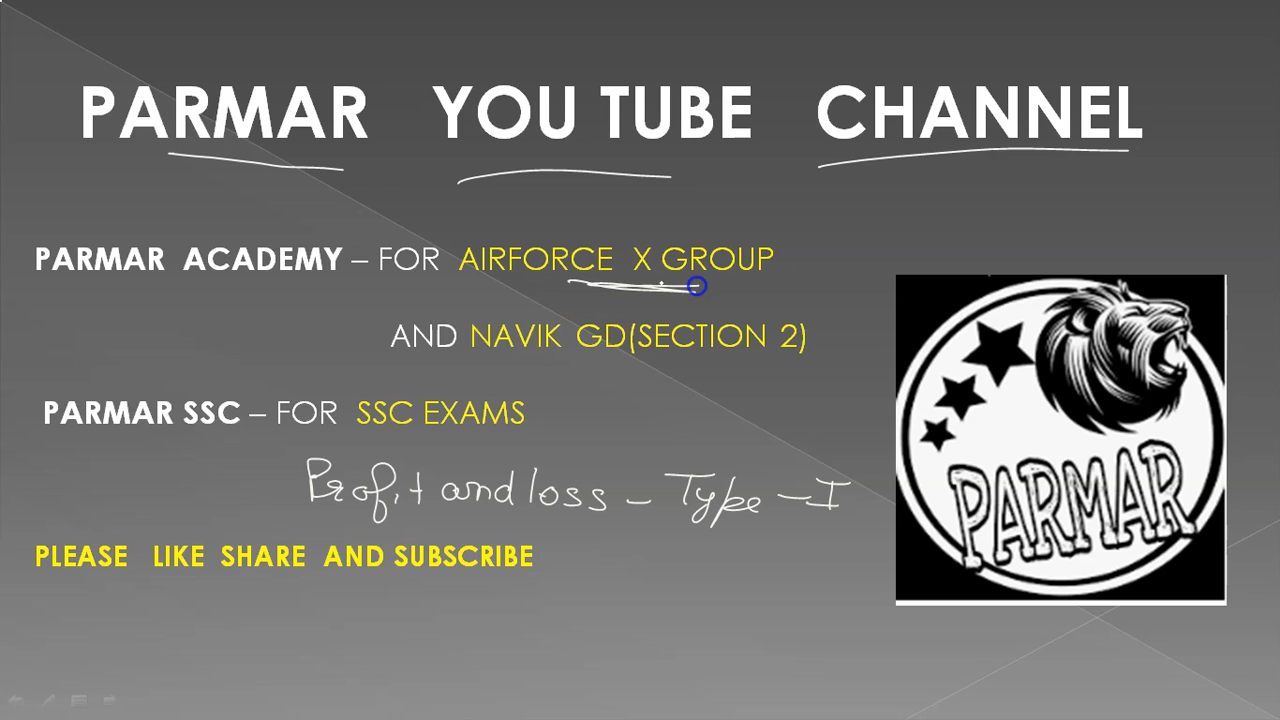 PARMAR YOU TUBE CHANNEL
PARMAR ACADEMY – FOR AIRFORCE X GROUP
AND NAVIK GD(SECTION 2)
PARMAR SSC – FOR SSC EXAMS
Profit and loss – Type – I
PLEASE LIKE SHARE AND SUBSCRIBE
PARMAR